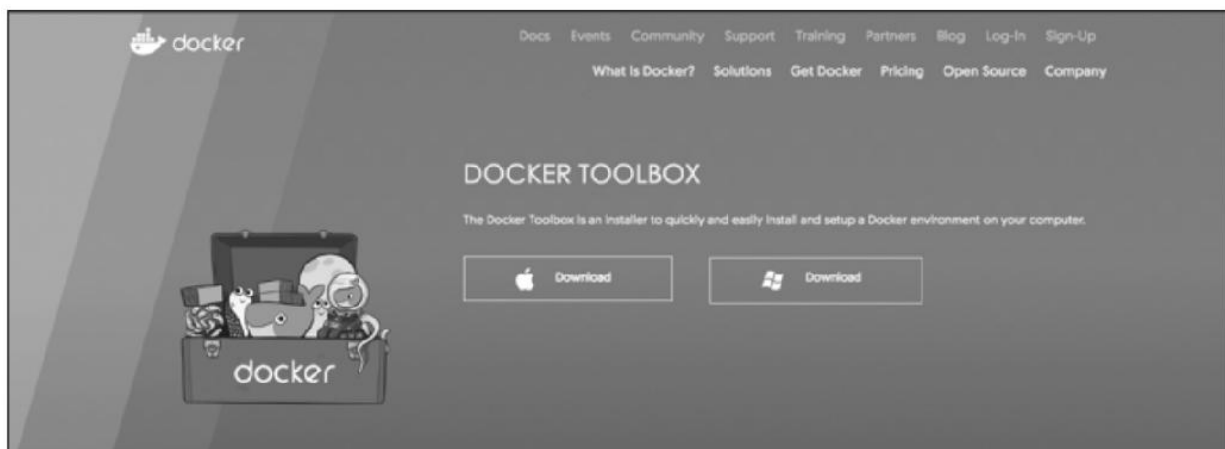 docker
Docs Events Community Support Training Partners Blog Log-In Sign-Up
What is Docker? Solutions Get Docker Pricing Open Source Company
DOCKER TOOLBOX
The Docker Toolbox is an installer to quickly and easily install and setup a Docker environment on your computer.
Download Download
docker